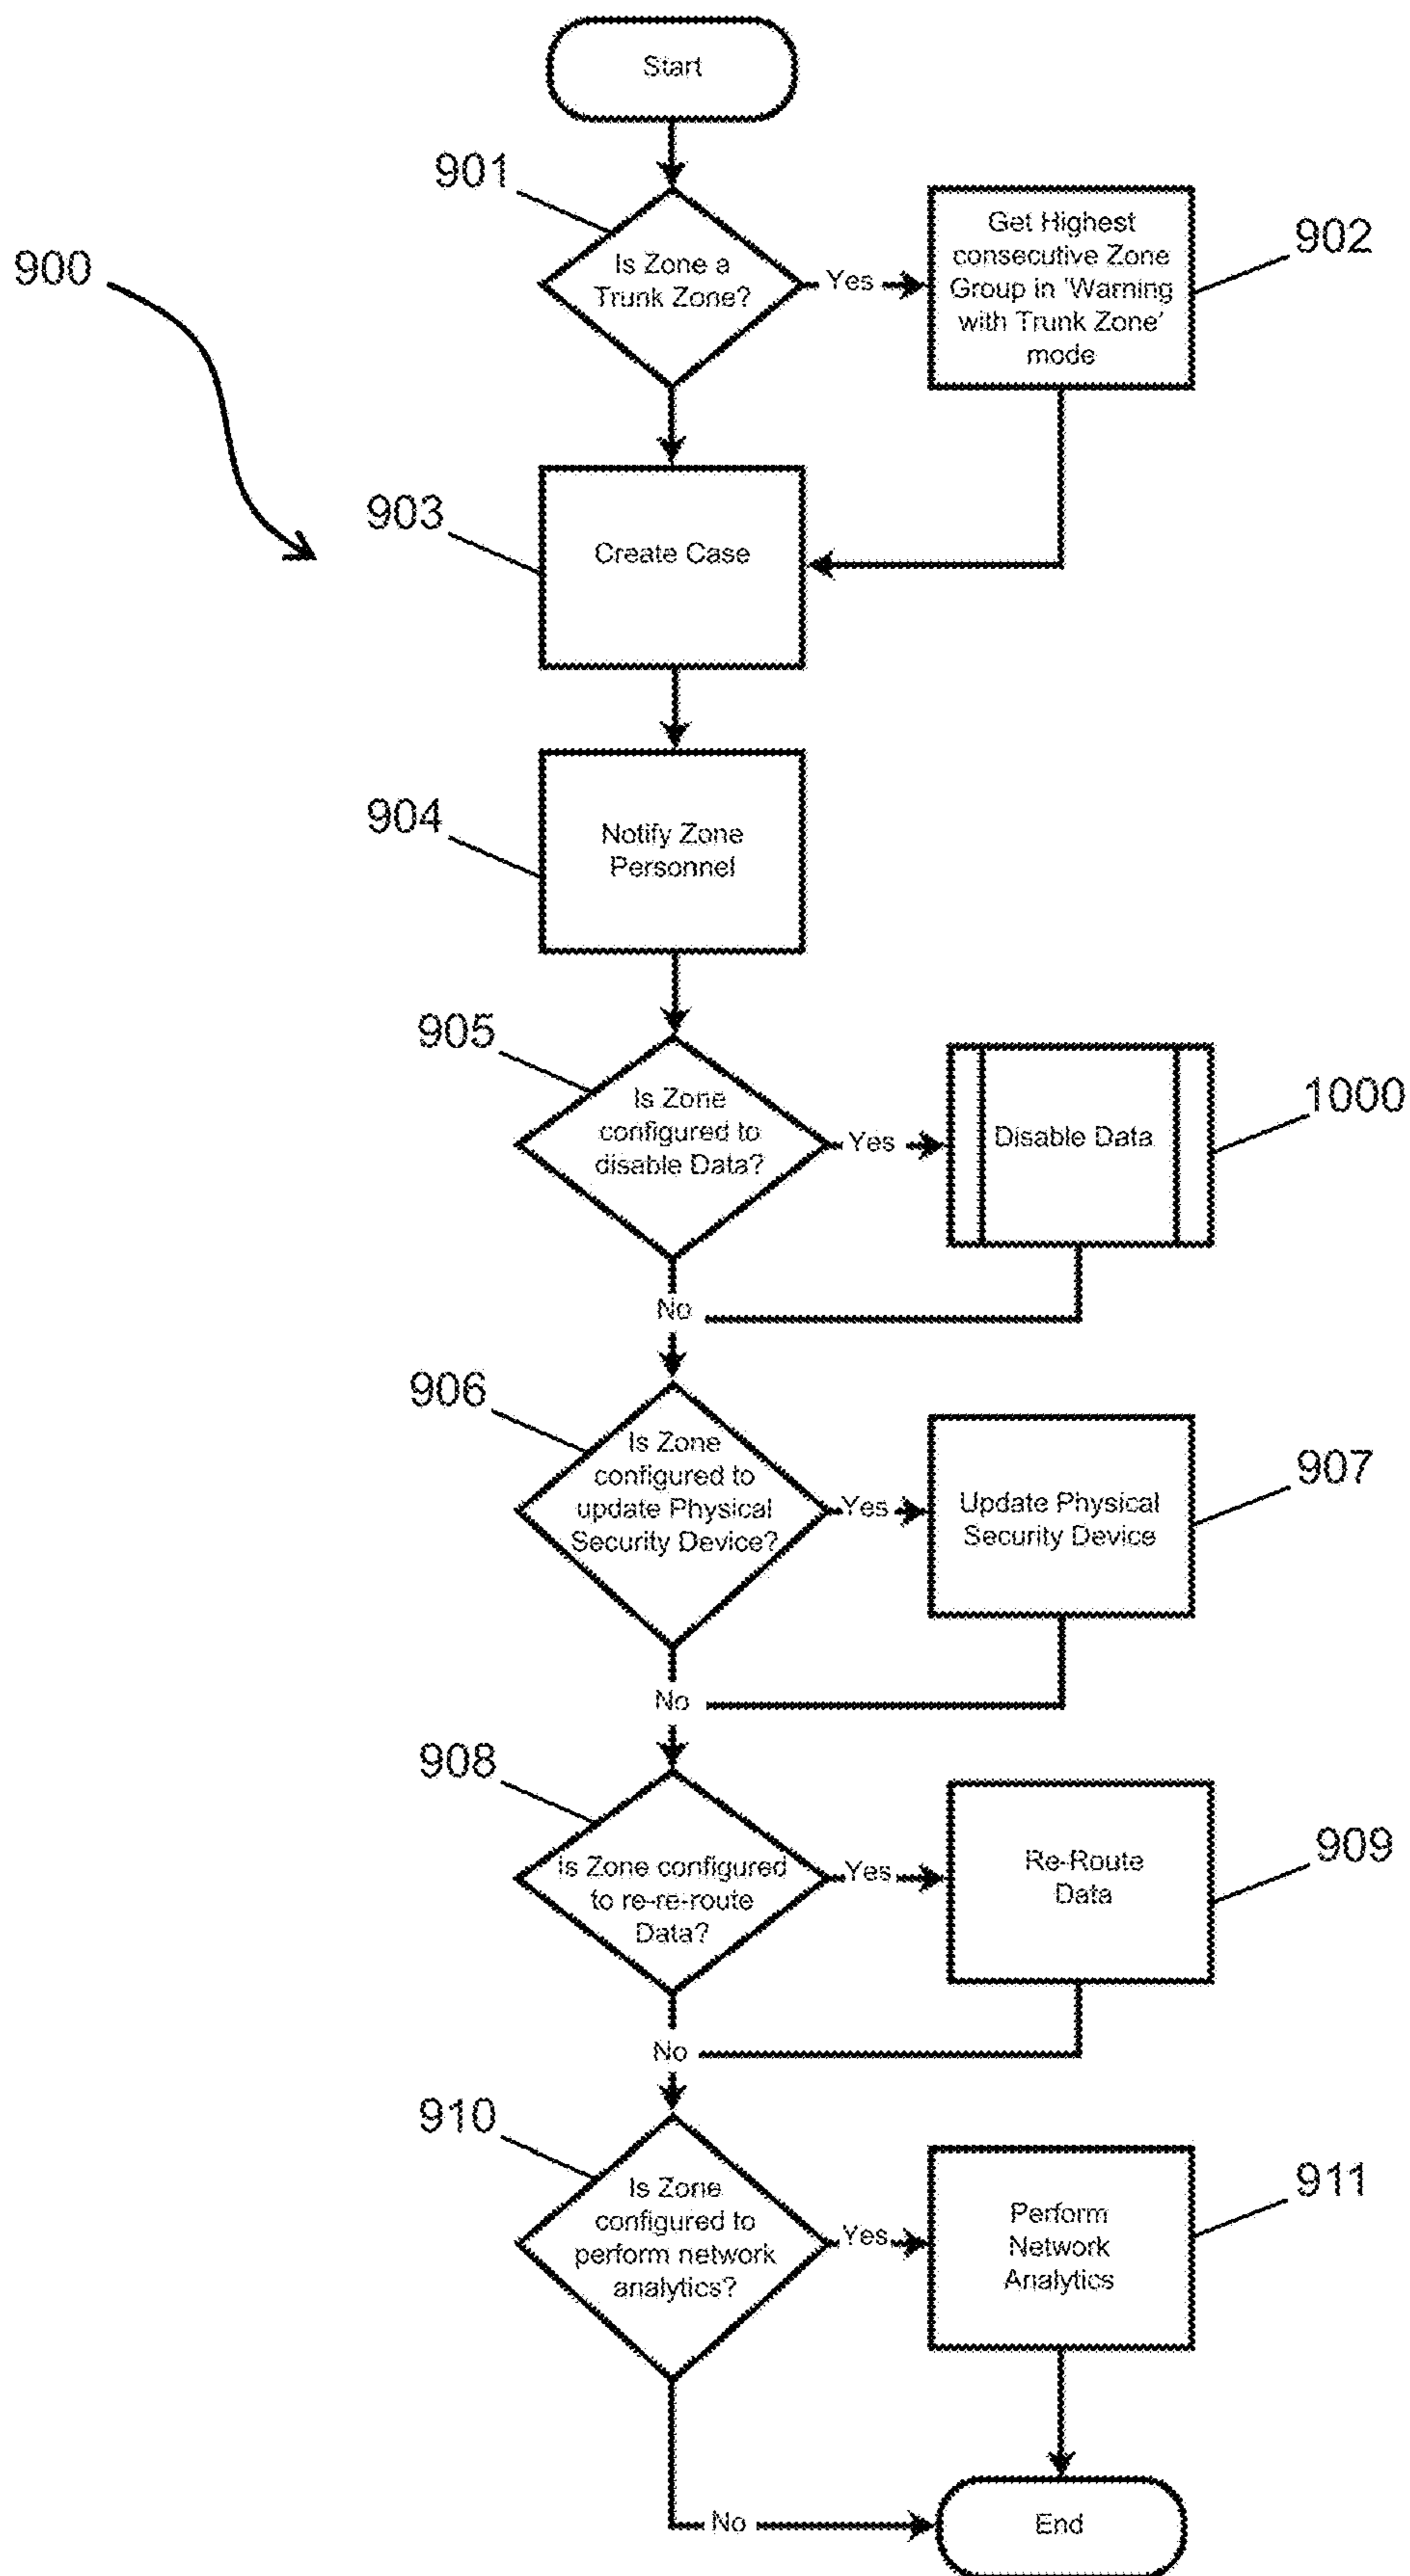 Start
901
Is Zone a
Trunk Zone?
Yes
Get Highest
consecutive Zone
Group in 'Warning
with Trunk Zone'
mode
902
900
903
Create Case
904
Notify Zone
Personnel
905
Is Zone
configured to
disable Data?
Yes
Disable Data
1000
No
906
Is Zone
configured to
update Physical
Security Device?
Yes
Update Physical
Security Device
907
No
908
is Zone configured
to re-re-route
Data?
Yes
Re-Route
Data
909
No
910
Is Zone
configured to
perform network
analytics?
Yes
Perform
Network
Analytics
911
No
End